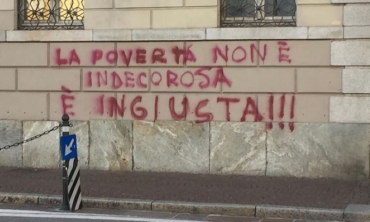 LA POVERTÀ NON È
INDECOROSA
È INGIUSTA!!!